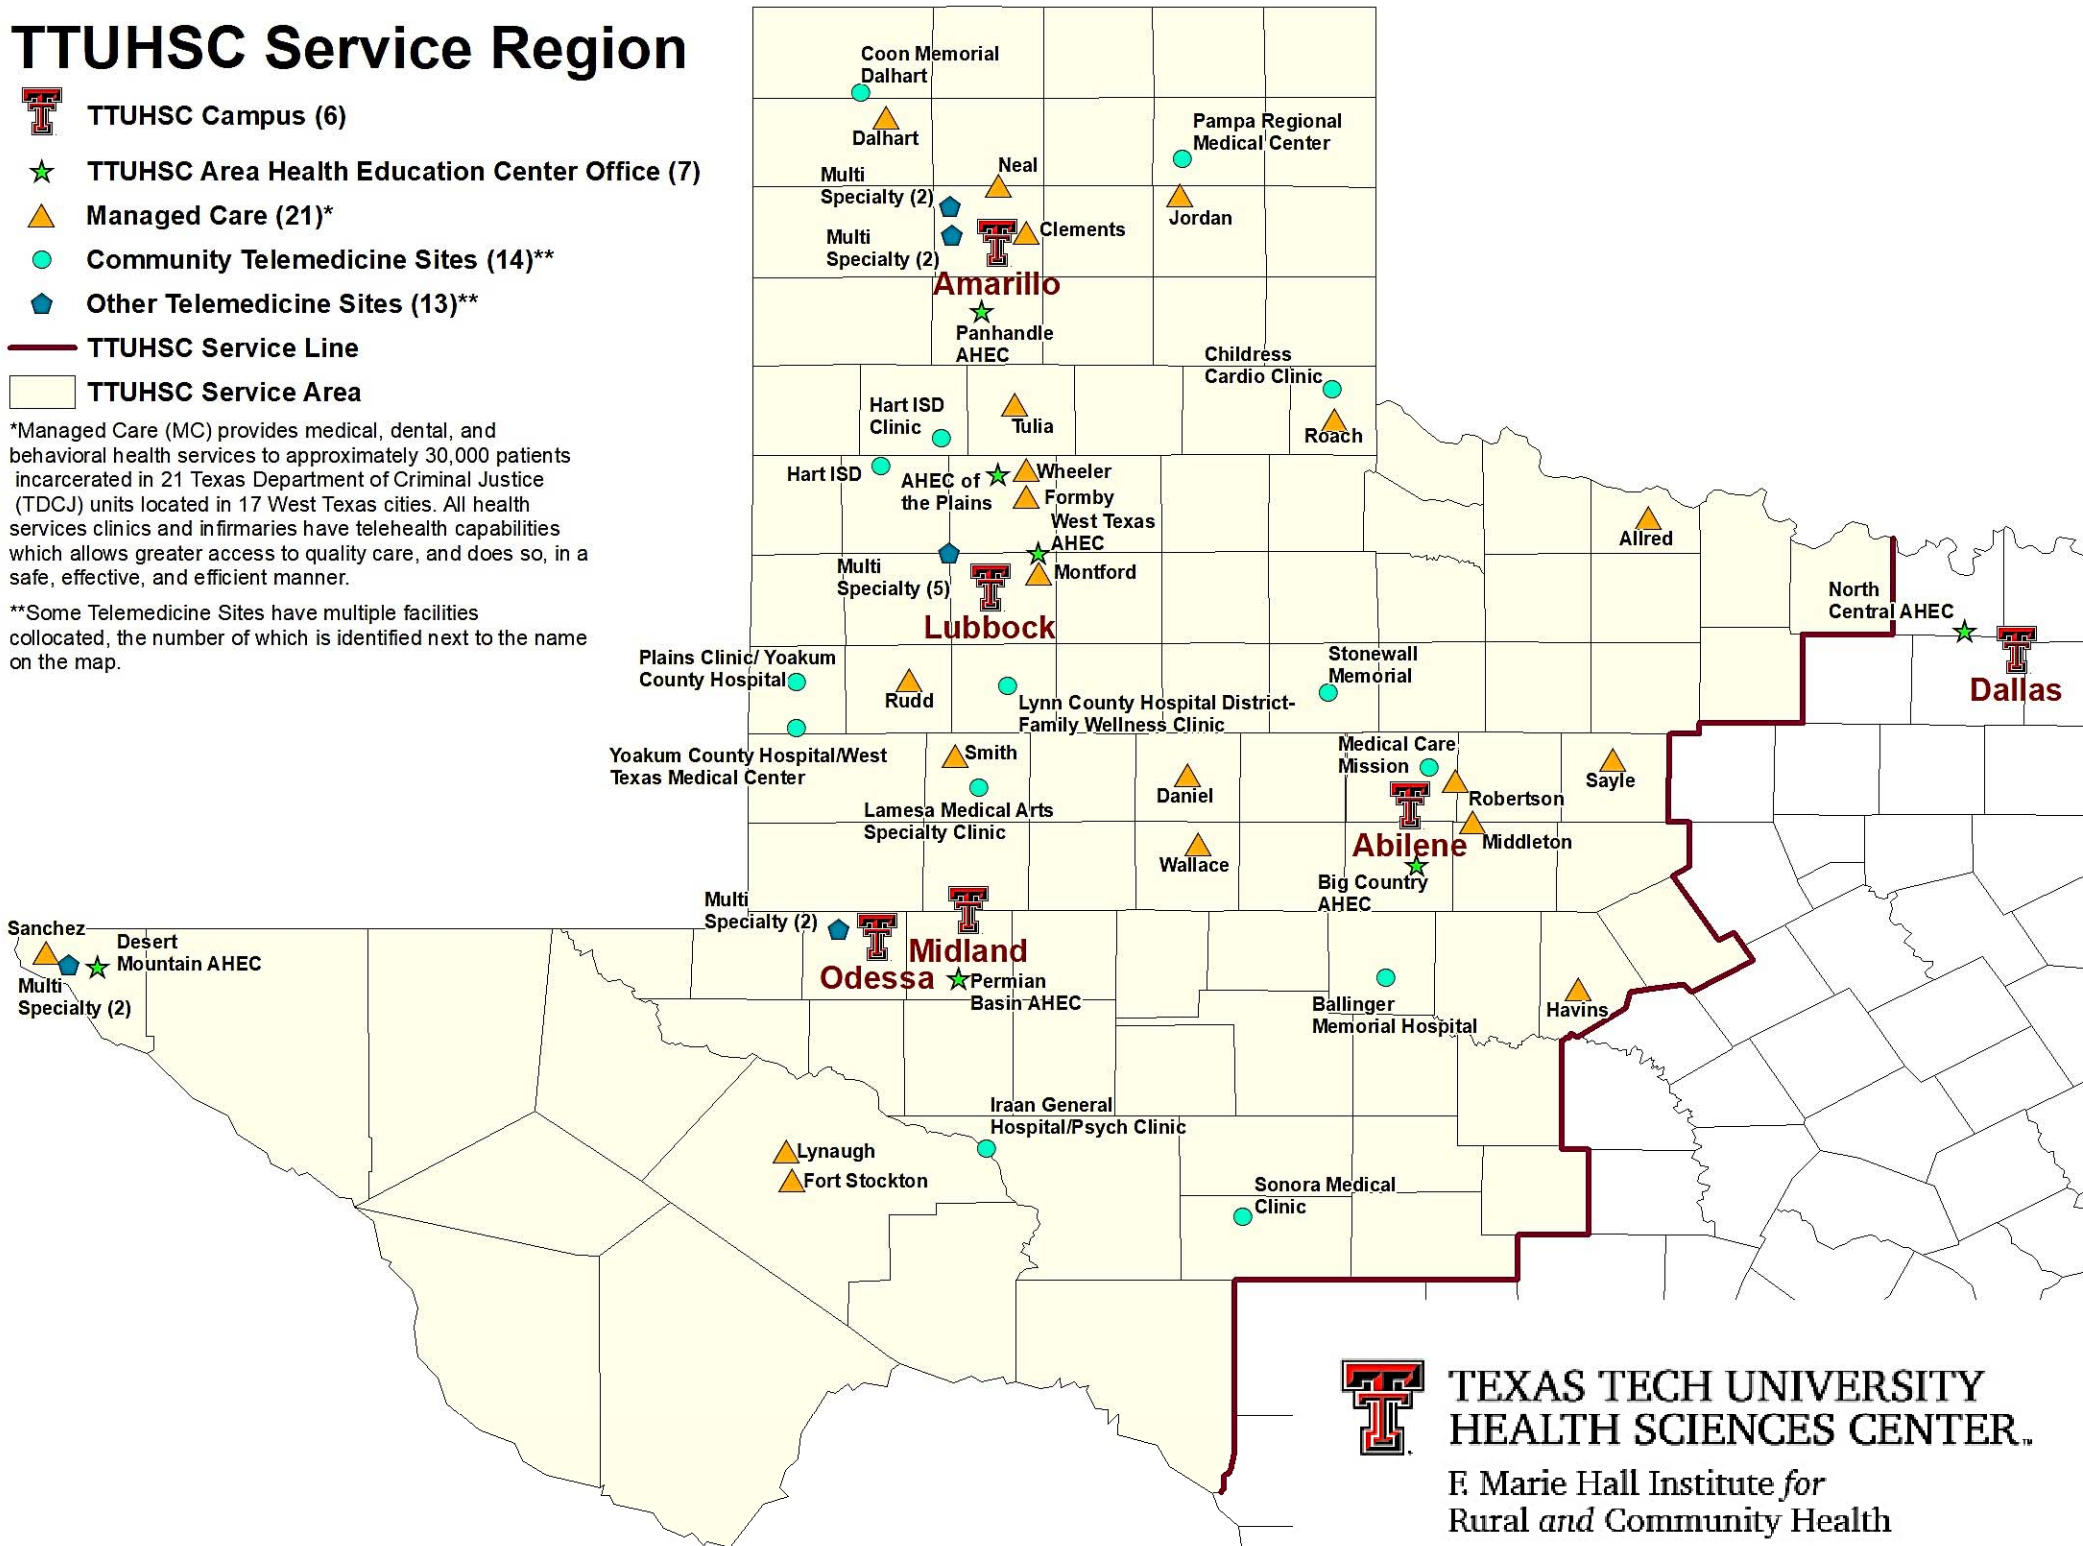 TTUHSC Service Region
TTUHSC Campus (6)
TTUHSC Area Health Education Center Office (7)
Managed Care (21)*
Community Telemedicine Sites (14)**
Other Telemedicine Sites (13)**
TTUHSC Service Line
TTUHSC Service Area
*Managed Care (MC) provides medical, dental, and
behavioral health services to approximately 30,000 patients
incarcerated in 21 Texas Department of Criminal Justice
(TDCJ) units located in 17 West Texas cities. All health
services clinics and infirmaries have telehealth capabilities
which allows greater access to quality care, and does so, in a
safe, effective, and efficient manner.
**Some Telemedicine Sites have multiple facilities
collocated, the number of which is identified next to the name
on the map.
Coon Memorial
Dalhart
Dalhart
Pampa Regional
Medical Center
Neal
Multi
Specialty (2)
Jordan
Clements
Multi
Specialty (2)
Amarillo
Panhandle
AHEC
Childress
Cardio Clinic
Hart ISD
Clinic
Tulia
Roach
Hart ISD
AHEC of
the Plains
Wheeler
Formby
West Texas
AHEC
Allred
Multi
Specialty (5)
Montford
Lubbock
North
Central AHEC
Dallas
Plains Clinic/ Yoakum
County Hospital
Rudd
Lynn County Hospital District-
Family Wellness Clinic
Stonewall
Memorial
Yoakum County Hospital/West
Texas Medical Center
Smith
Lamesa Medical Arts
Specialty Clinic
Daniel
Medical Care
Mission
Robertson
Sayle
Abilene
Middleton
Wallace
Big Country
AHEC
Multi
Specialty (2)
Midland
Odessa
Permian
Basin AHEC
Sanchez
Desert
Mountain AHEC
Multi
Specialty (2)
Ballinger
Memorial Hospital
Havins
Iraan General
Hospital/Psych Clinic
Lynaugh
Fort Stockton
Sonora Medical
Clinic
TEXAS TECH UNIVERSITY
HEALTH SCIENCES CENTER™
F. Marie Hall Institute for
Rural and Community Health